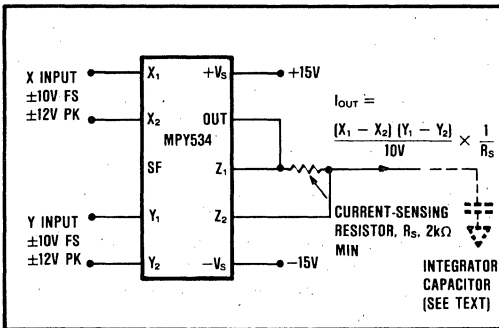 X INPUT
±10V FS
±12V PK
X₁
X₂
SF
Y INPUT
±10V FS
±12V PK
Y₁
Y₂
MPY534
+Vₛ
OUT
Z₁
Z₂
−Vₛ
+15V
−15V
I_OUT =
(X₁ − X₂) (Y₁ − Y₂)
10V
× 1
Rₛ
CURRENT-SENSING
RESISTOR, Rₛ, 2kΩ
MIN
INTEGRATOR
CAPACITOR
(SEE TEXT)